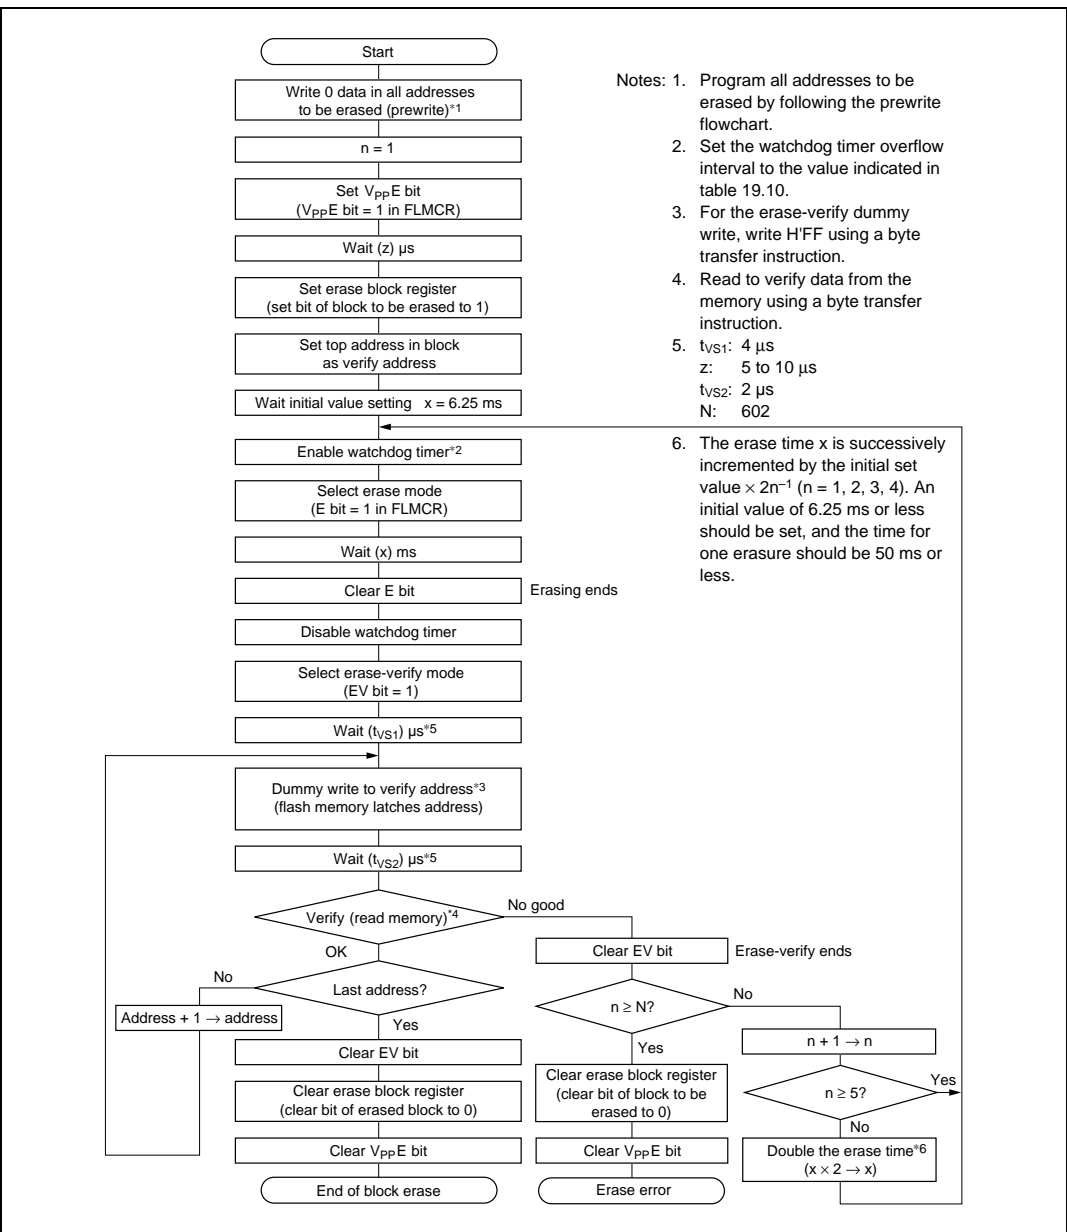 Start
Write 0 data in all addresses
to be erased (prewrite)*1
n = 1
Set VPPE bit
(VPPE bit = 1 in FLMCR)
Wait (z) μs
Set erase block register
(set bit of block to be erased to 1)
Set top address in block
as verify address
Wait initial value setting x = 6.25 ms
Enable watchdog timer*2
Select erase mode
(E bit = 1 in FLMCR)
Wait (x) ms
Clear E bit
Erasing ends
Disable watchdog timer
Select erase-verify mode
(EV bit = 1)
Wait (tVS1) μs*5
Dummy write to verify address*3
(flash memory latches address)
Wait (tVS2) μs*5
Verify (read memory)*4
No good
OK
Clear EV bit
Erase-verify ends
No
Last address?
n ≥ N?
No
Address + 1 → address
Yes
Yes
n + 1 → n
Clear EV bit
Clear erase block register
(clear bit of erased block to 0)
Clear erase block register
(clear bit of block to be
erased to 0)
n ≥ 5?
Yes
No
Clear VPPE bit
Clear VPPE bit
Double the erase time*6
(x × 2 → x)
End of block erase
Erase error
Notes: 1. Program all addresses to be
erased by following the prewrite
flowchart.
2. Set the watchdog timer overflow
interval to the value indicated in
table 19.10.
3. For the erase-verify dummy
write, write H'FF using a byte
transfer instruction.
4. Read to verify data from the
memory using a byte transfer
instruction.
5. tVS1: 4 μs
z: 5 to 10 μs
tVS2: 2 μs
N: 602
6. The erase time x is successively
incremented by the initial set
value × 2n–1 (n = 1, 2, 3, 4). An
initial value of 6.25 ms or less
should be set, and the time for
one erasure should be 50 ms or
less.